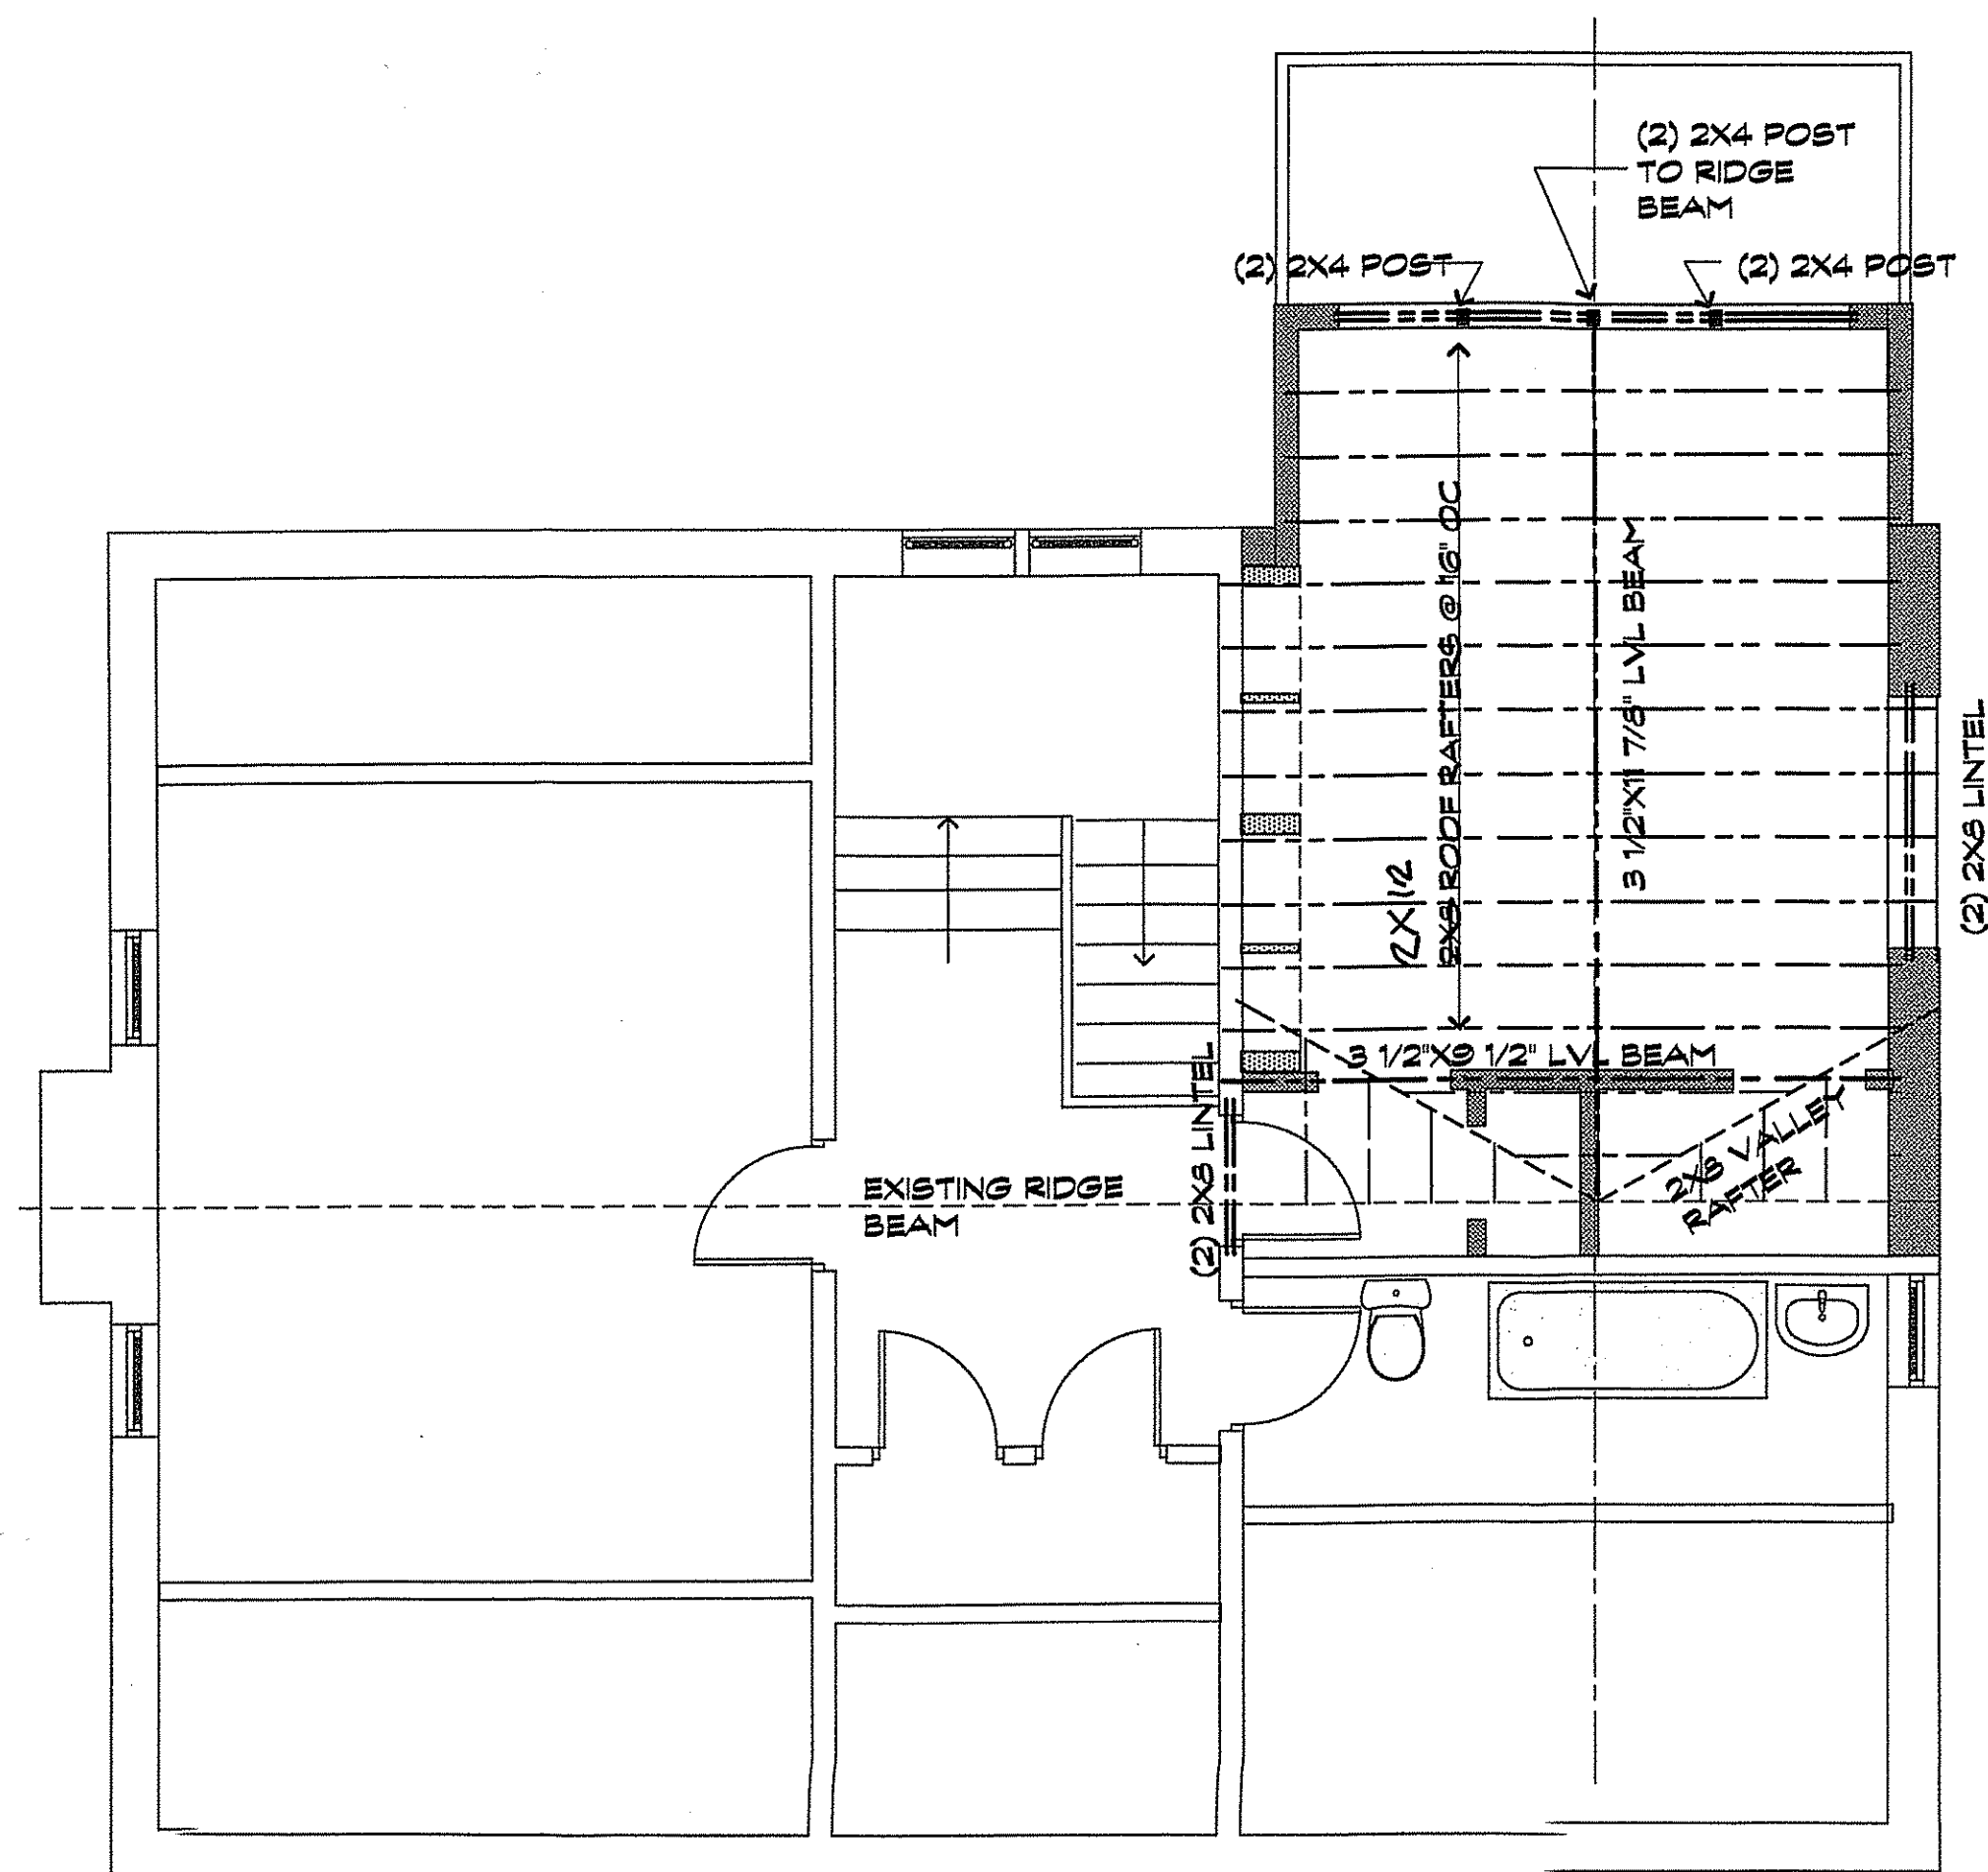 (2) 2X4 POST
TO RIDGE
BEAM
(2) 2X4 POST
(2) 2X4 POST
2X12
2X8 ROOF RAFTERS @ 16" OC
3 1/2"X11 7/8" LVL BEAM
(2) 2X8 LINTEL
3 1/2"X9 1/2" LVL BEAM
(2) 2X8 LINTEL
2X8 VALLEY
RAFTER
EXISTING RIDGE
BEAM